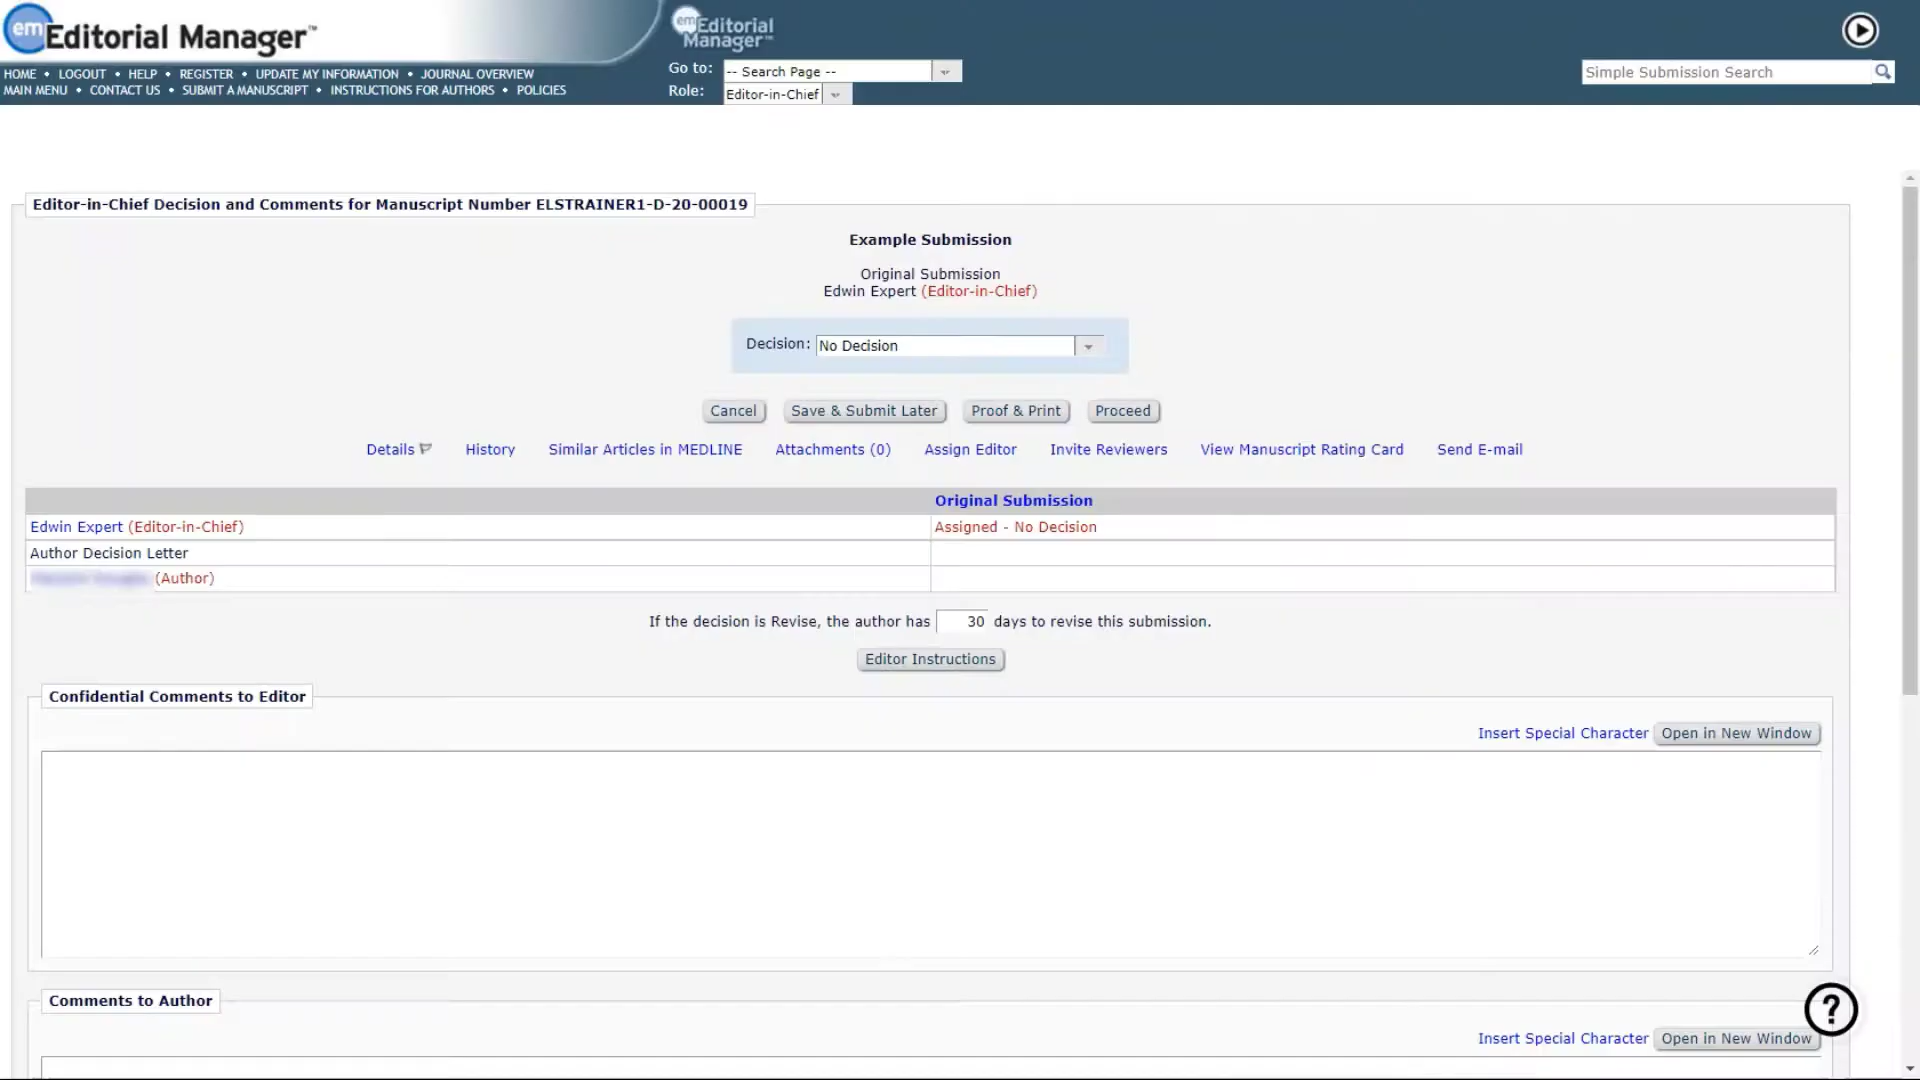 em Editorial Manager™
em Editorial Manager™
HOME • LOGOUT • HELP • REGISTER • UPDATE MY INFORMATION • JOURNAL OVERVIEW
MAIN MENU • CONTACT US • SUBMIT A MANUSCRIPT • INSTRUCTIONS FOR AUTHORS • POLICIES
Go to: -- Search Page --
Role: Editor-in-Chief
Simple Submission Search
Editor-in-Chief Decision and Comments for Manuscript Number ELSTRAINER1-D-20-00019
Example Submission
Original Submission
Edwin Expert (Editor-in-Chief)
Decision: No Decision
Cancel Save & Submit Later Proof & Print Proceed
Details History Similar Articles in MEDLINE Attachments (0) Assign Editor Invite Reviewers View Manuscript Rating Card Send E-mail
Original Submission
Edwin Expert (Editor-in-Chief) Assigned - No Decision
Author Decision Letter
(Author)
If the decision is Revise, the author has 30 days to revise this submission.
Editor Instructions
Confidential Comments to Editor
Insert Special Character Open in New Window
Comments to Author
?
Insert Special Character Open in New Window